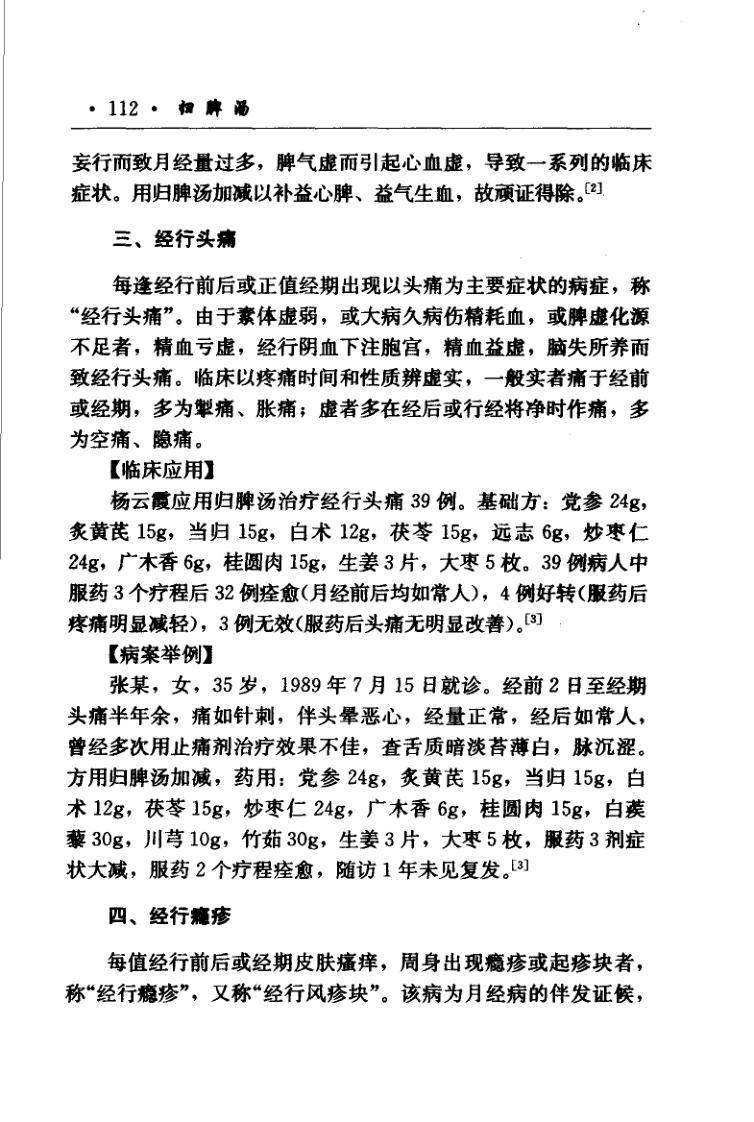 · 112 · 归脾汤
妄行而致月经量过多，脾气虚而引起心血虚，导致一系列的临床
症状。用归脾汤加减以补益心脾、益气生血，故顽证得除。[2]
三、经行头痛
每逢经行前后或正值经期出现以头痛为主要症状的病症，称
“经行头痛”。由于素体虚弱，或大病久病伤精耗血，或脾虚化源
不足者，精血亏虚，经行阴血下注胞宫，精血益虚，脑失所养而
致经行头痛。临床以疼痛时间和性质辨虚实，一般实者痛于经前
或经期，多为掣痛、胀痛；虚者多在经后或行经将净时作痛，多
为空痛、隐痛。
【临床应用】
杨云霞应用归脾汤治疗经行头痛 39 例。基础方：党参 24g，
炙黄芪 15g，当归 15g，白术 12g，茯苓 15g，远志 6g，炒枣仁
24g，广木香 6g，桂圆肉 15g，生姜 3 片，大枣 5 枚。39 例病人中
服药 3 个疗程后 32 例痊愈(月经前后均如常人)，4 例好转(服药后
疼痛明显减轻)，3 例无效(服药后头痛无明显改善)。[3]
【病案举例】
张某，女，35 岁，1989 年 7 月 15 日就诊。经前 2 日至经期
头痛半年余，痛如针刺，伴头晕恶心，经量正常，经后如常人，
曾经多次用止痛剂治疗效果不佳，查舌质暗淡苔薄白，脉沉涩。
方用归脾汤加减，药用：党参 24g，炙黄芪 15g，当归 15g，白
术 12g，茯苓 15g，炒枣仁 24g，广木香 6g，桂圆肉 15g，白蒺
藜 30g，川芎 10g，竹茹 30g，生姜 3 片，大枣 5 枚，服药 3 剂症
状大减，服药 2 个疗程痊愈，随访 1 年未见复发。[3]
四、经行瘾疹
每值经行前后或经期皮肤瘙痒，周身出现瘾疹或起疹块者，
称“经行瘾疹”，又称“经行风疹块”。该病为月经病的伴发证候，